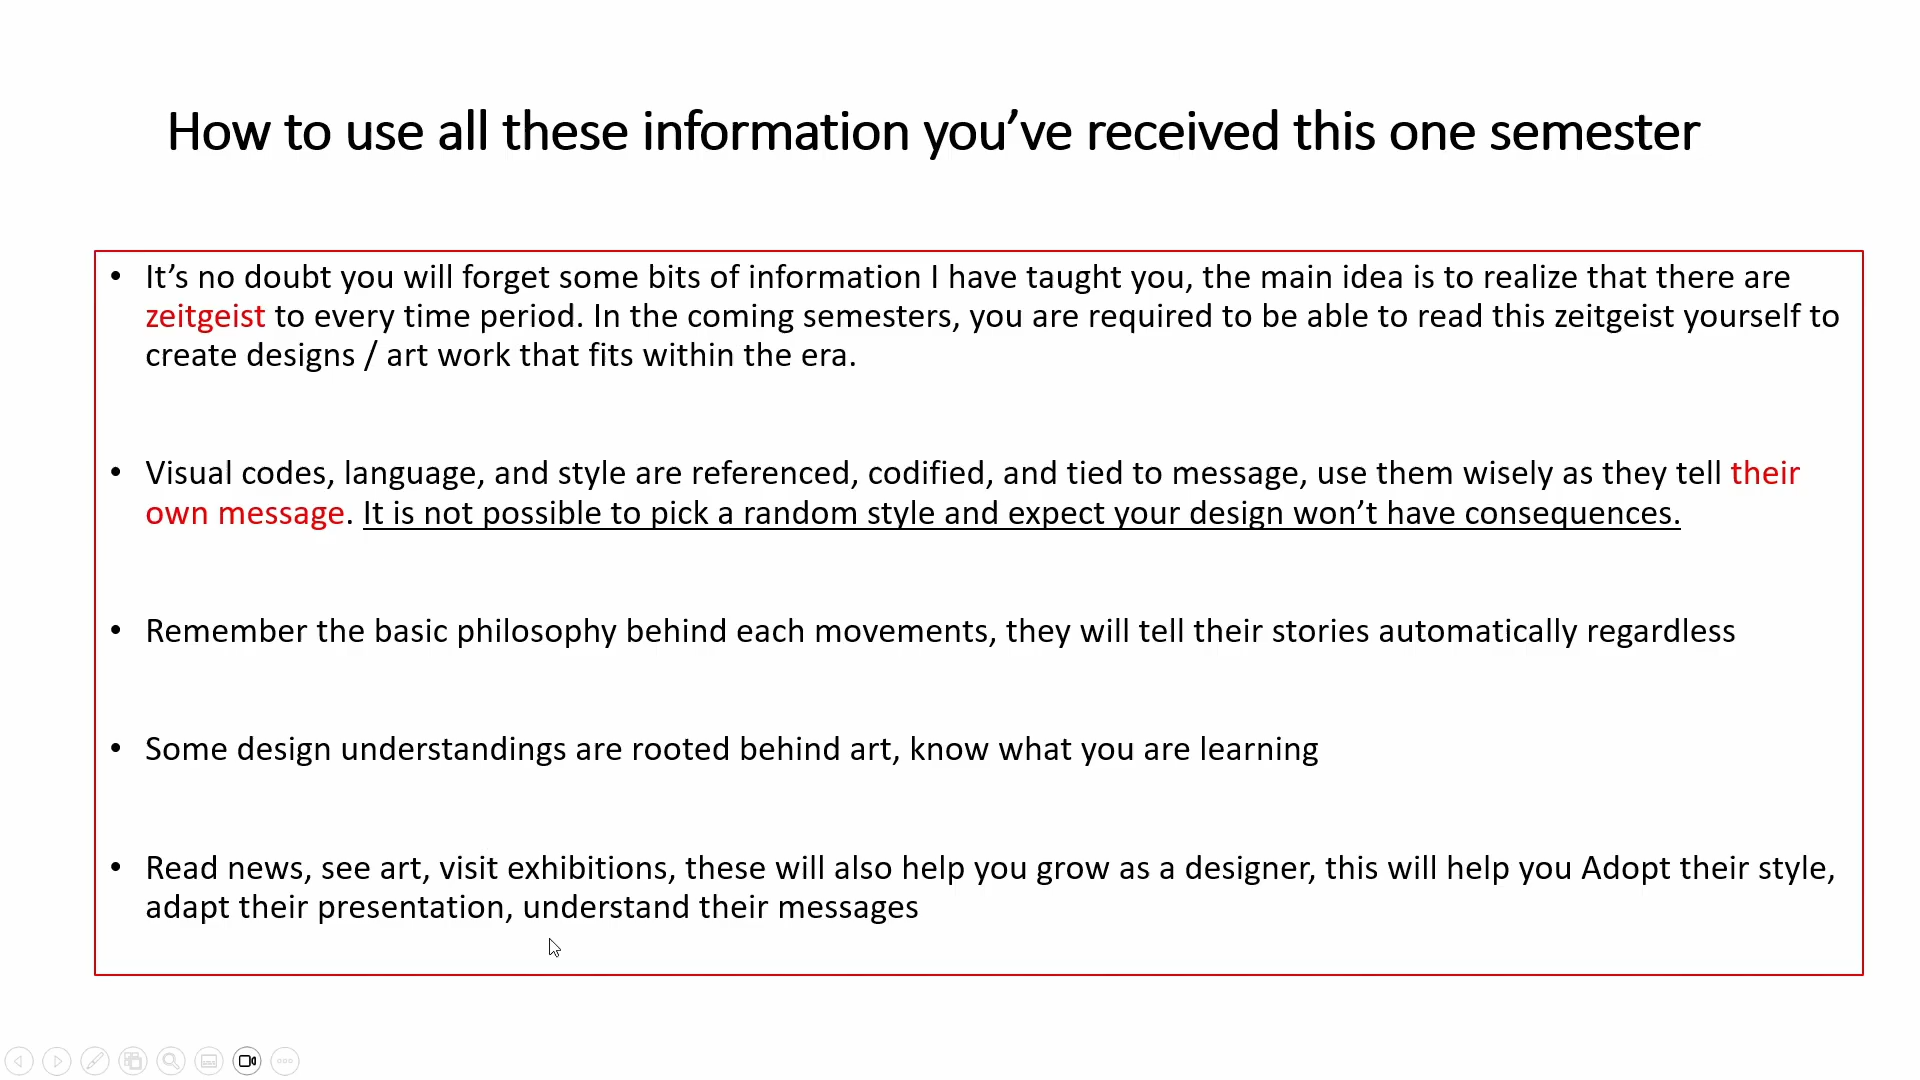 How to use all these information you’ve received this one semester
• It’s no doubt you will forget some bits of information I have taught you, the main idea is to realize that there are
zeitgeist to every time period. In the coming semesters, you are required to be able to read this zeitgeist yourself to
create designs / art work that fits within the era.
• Visual codes, language, and style are referenced, codified, and tied to message, use them wisely as they tell their
own message. It is not possible to pick a random style and expect your design won’t have consequences.
• Remember the basic philosophy behind each movements, they will tell their stories automatically regardless
• Some design understandings are rooted behind art, know what you are learning
• Read news, see art, visit exhibitions, these will also help you grow as a designer, this will help you Adopt their style,
adapt their presentation, understand their messages